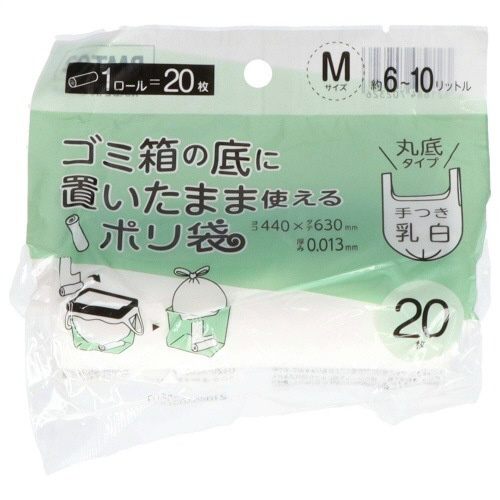 1ロール=20枚
Mサイズ
約6~10リットル
ゴミ箱の底に
置いたまま使える
ポリ袋
ヨコ440×タテ630mm
厚み0.013mm
丸底
タイプ
手つき
乳白
20枚